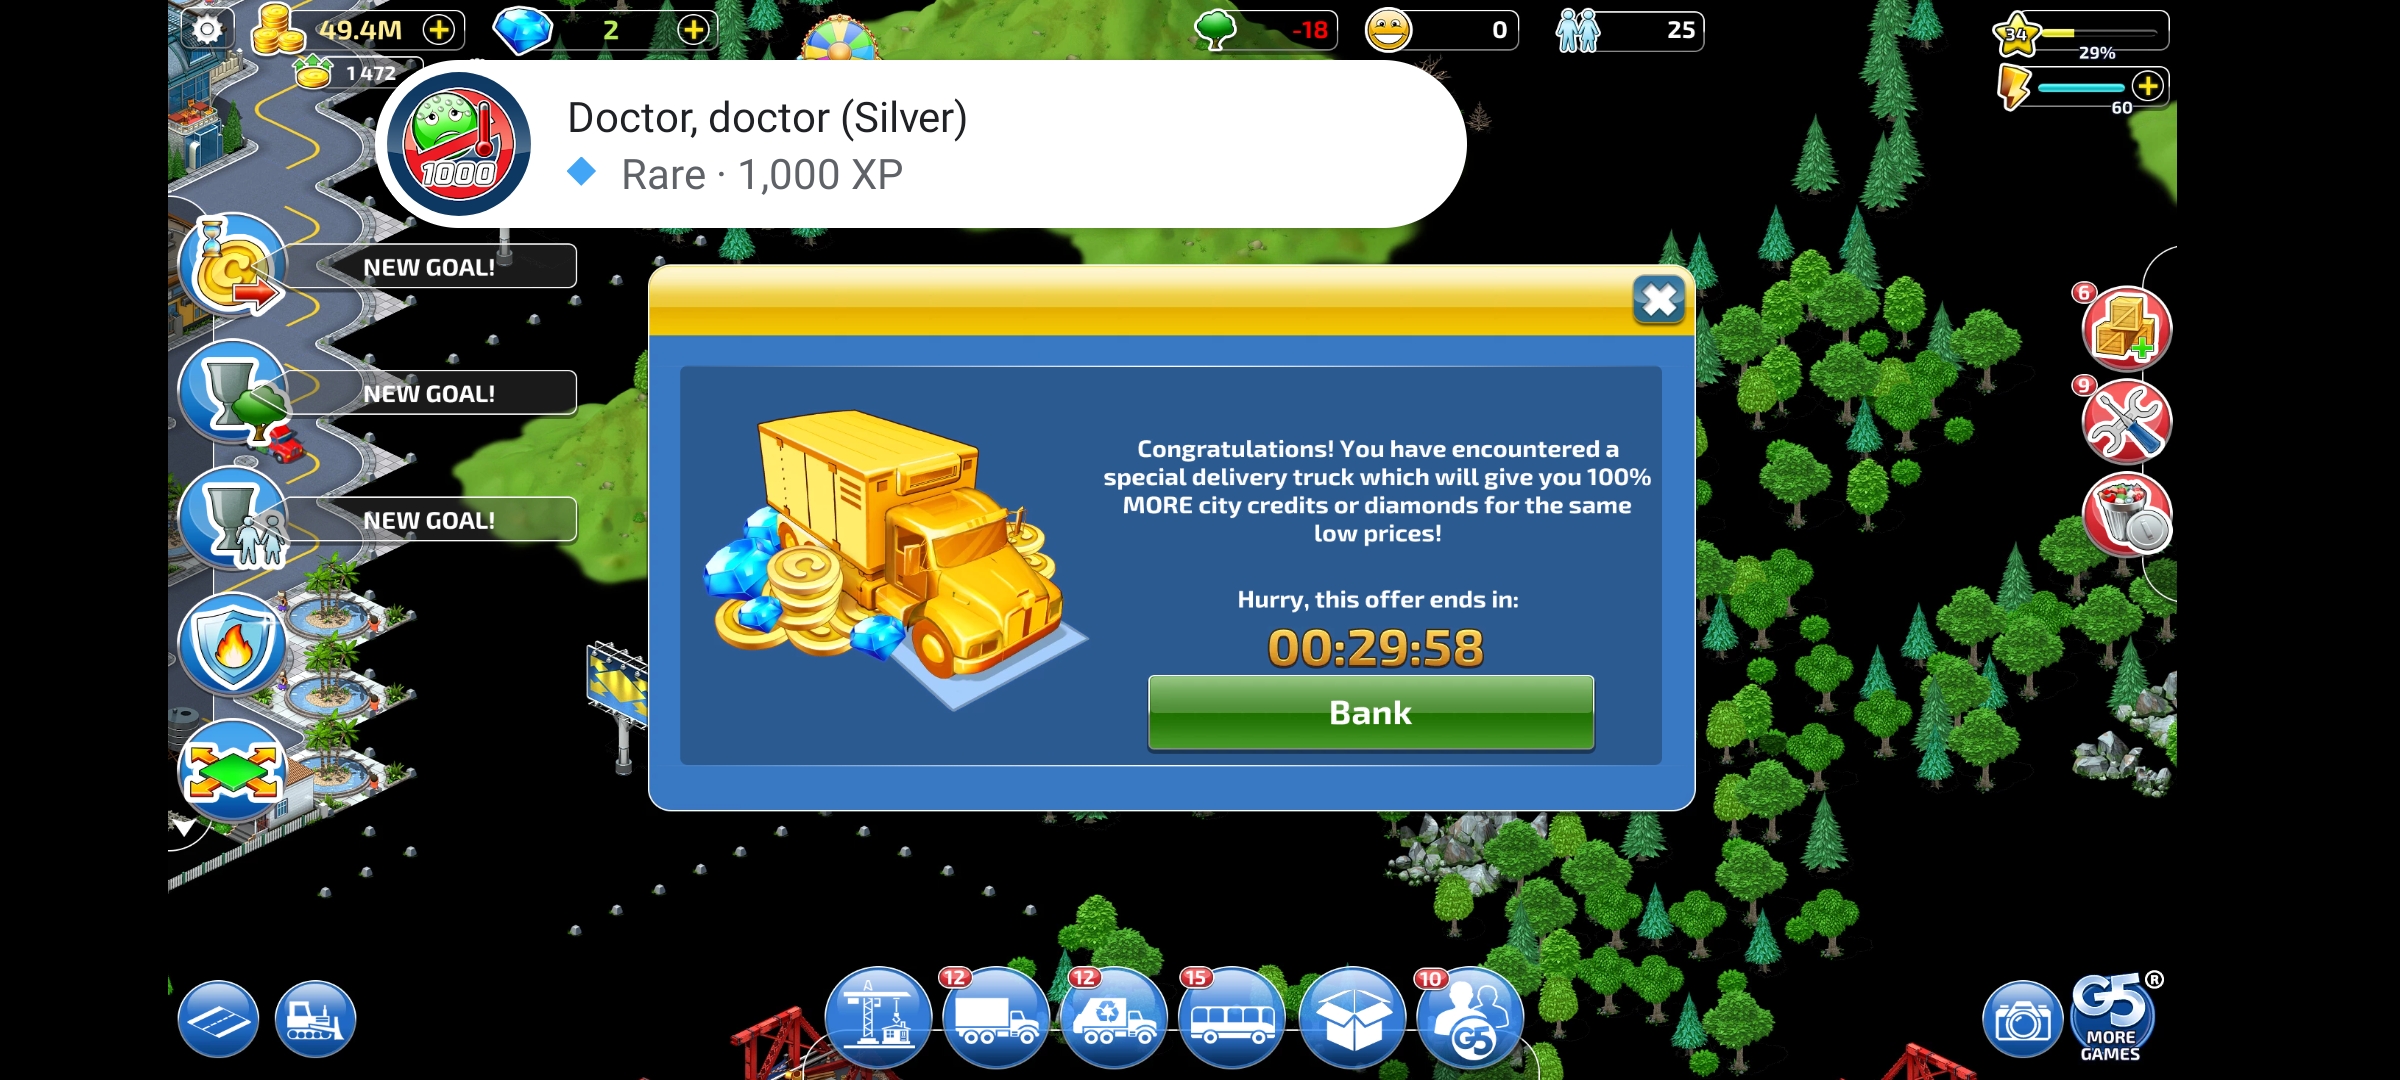 49.4M
2
-18
0
25
34
29%
1 472
60
Doctor, doctor (Silver)
Rare · 1,000 XP
1000
NEW GOAL!
NEW GOAL!
NEW GOAL!
6
9
Congratulations! You have encountered a
special delivery truck which will give you 100%
MORE city credits or diamonds for the same
low prices!
Hurry, this offer ends in:
00:29:58
Bank
12
12
15
10
G5
G5®
MORE
GAMES